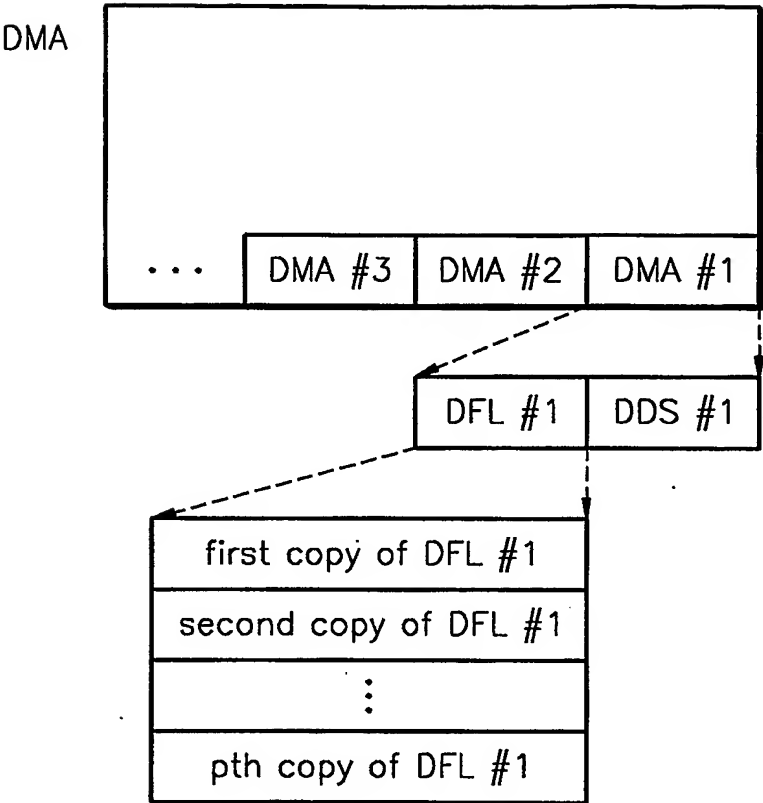 DMA
... DMA #3 DMA #2 DMA #1
DFL #1 DDS #1
first copy of DFL #1
second copy of DFL #1
⋮
pth copy of DFL #1